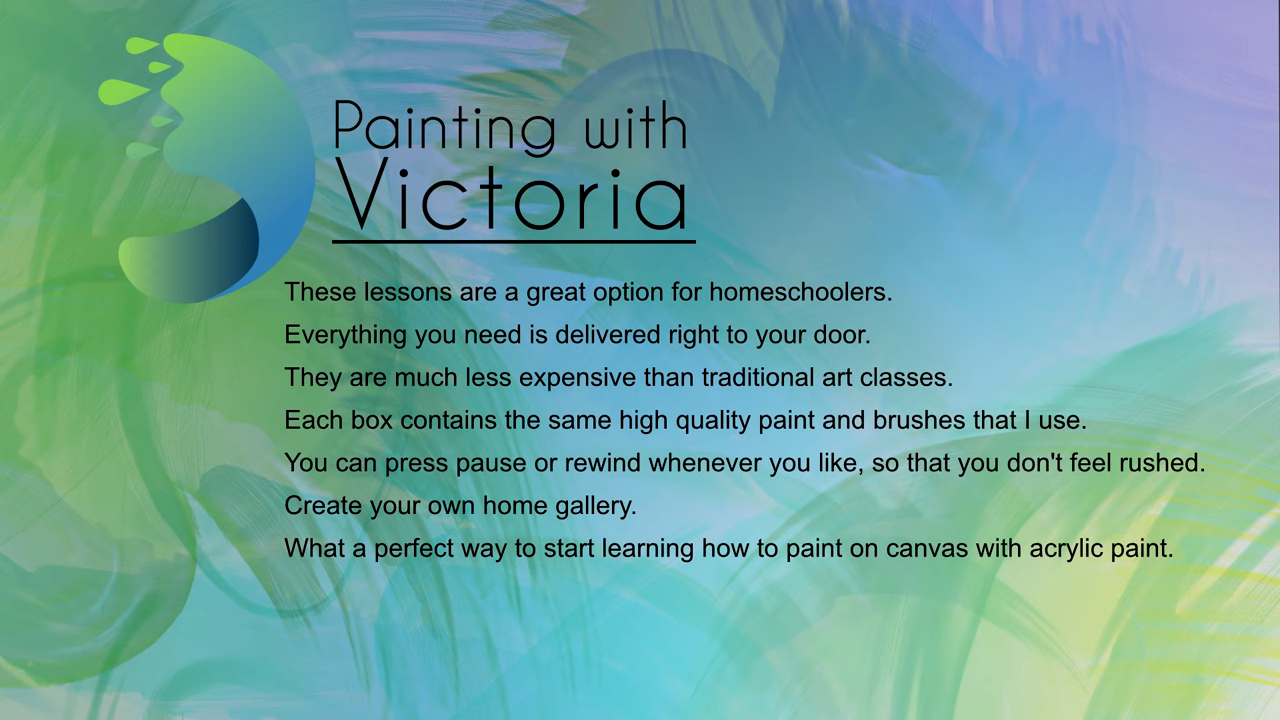 Painting with
Victoria
These lessons are a great option for homeschoolers.
Everything you need is delivered right to your door.
They are much less expensive than traditional art classes.
Each box contains the same high quality paint and brushes that I use.
You can press pause or rewind whenever you like, so that you don't feel rushed.
Create your own home gallery.
What a perfect way to start learning how to paint on canvas with acrylic paint.